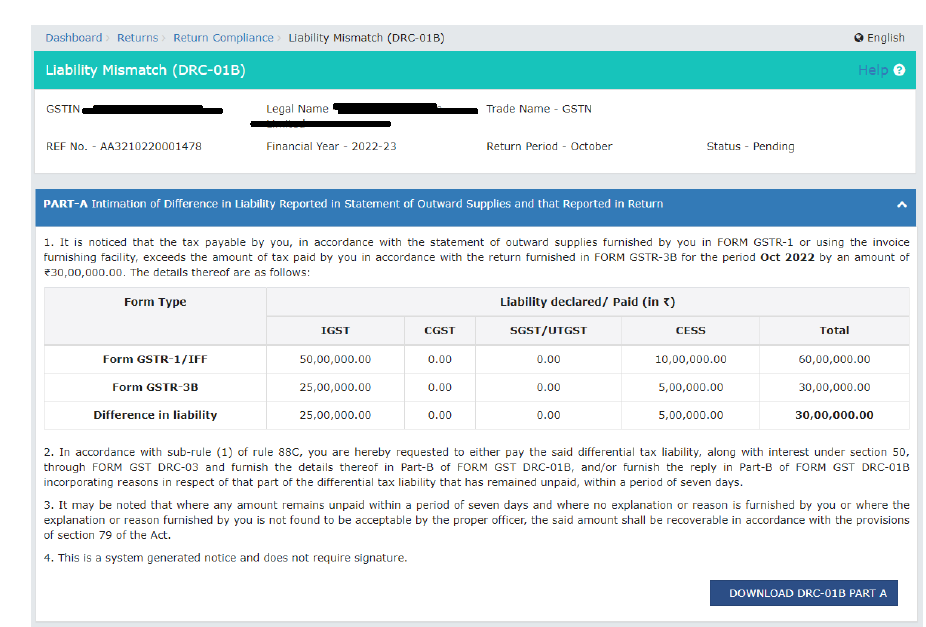 Dashboard > Returns > Return Compliance > Liability Mismatch (DRC-01B) English
Liability Mismatch (DRC-01B) Help ?
GSTIN Legal Name Trade Name - GSTN
REF No. - AA3210220001478 Financial Year - 2022-23 Return Period - October Status - Pending
PART-A Intimation of Difference in Liability Reported in Statement of Outward Supplies and that Reported in Return
1. It is noticed that the tax payable by you, in accordance with the statement of outward supplies furnished by you in FORM GSTR-1 or using the invoice
furnishing facility, exceeds the amount of tax paid by you in accordance with the return furnished in FORM GSTR-3B for the period Oct 2022 by an amount of
₹30,00,000.00. The details thereof are as follows:
Form Type Liability declared/ Paid (in ₹)
IGST CGST SGST/UTGST CESS Total
Form GSTR-1/IFF 50,00,000.00 0.00 0.00 10,00,000.00 60,00,000.00
Form GSTR-3B 25,00,000.00 0.00 0.00 5,00,000.00 30,00,000.00
Difference in liability 25,00,000.00 0.00 0.00 5,00,000.00 30,00,000.00
2. In accordance with sub-rule (1) of rule 88C, you are hereby requested to either pay the said differential tax liability, along with interest under section 50,
through FORM GST DRC-03 and furnish the details thereof in Part-B of FORM GST DRC-01B, and/or furnish the reply in Part-B of FORM GST DRC-01B
incorporating reasons in respect of that part of the differential tax liability that has remained unpaid, within a period of seven days.
3. It may be noted that where any amount remains unpaid within a period of seven days and where no explanation or reason is furnished by you or where the
explanation or reason furnished by you is not found to be acceptable by the proper officer, the said amount shall be recoverable in accordance with the provisions
of section 79 of the Act.
4. This is a system generated notice and does not require signature.
DOWNLOAD DRC-01B PART A